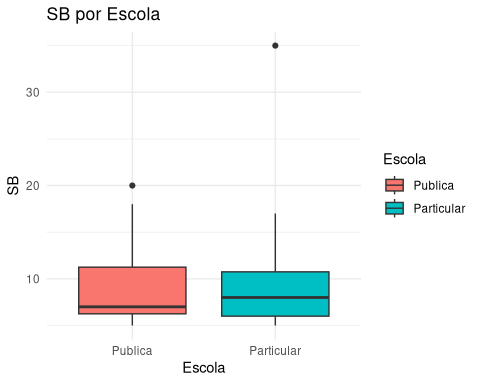 SB por Escola
SB
30
20
10
Publica
Particular
Escola
Escola
Publica
Particular